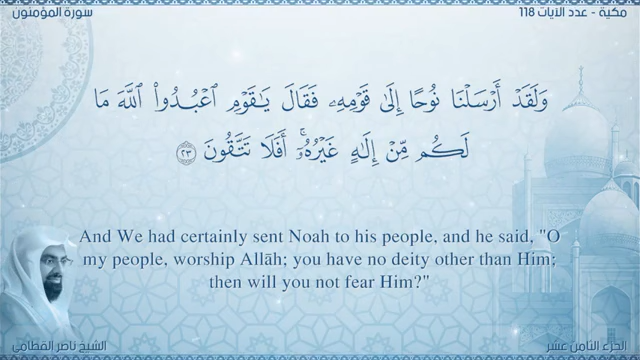 مكية - عدد الآيات 118
سورة المؤمنون
وَلَقَدْ أَرْسَلْنَا نُوحًا إِلَىٰ قَوْمِهِۦ فَقَالَ يَـٰقَوْمِ ٱعْبُدُوا۟ ٱللَّهَ مَا
لَكُم مِّنْ إِلَـٰهٍ غَيْرُهُۥٓ ۚ أَفَلَا تَتَّقُونَ ٢٣
And We had certainly sent Noah to his people, and he said, "O
my people, worship Allāh; you have no deity other than Him;
then will you not fear Him?"
الجزء الثامن عشر
الشيخ ناصر القطامي